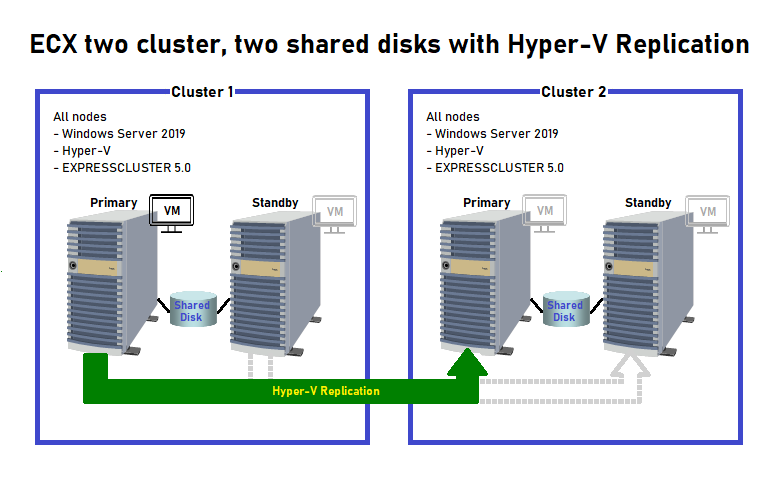 ECX two cluster, two shared disks with Hyper-V Replication
Cluster 1
All nodes
- Windows Server 2019
- Hyper-V
- EXPRESSCLUSTER 5.0
Primary
VM
Standby
VM
Shared
Disk
Cluster 2
All nodes
- Windows Server 2019
- Hyper-V
- EXPRESSCLUSTER 5.0
Primary
VM
Standby
VM
Shared
Disk
Hyper-V Replication